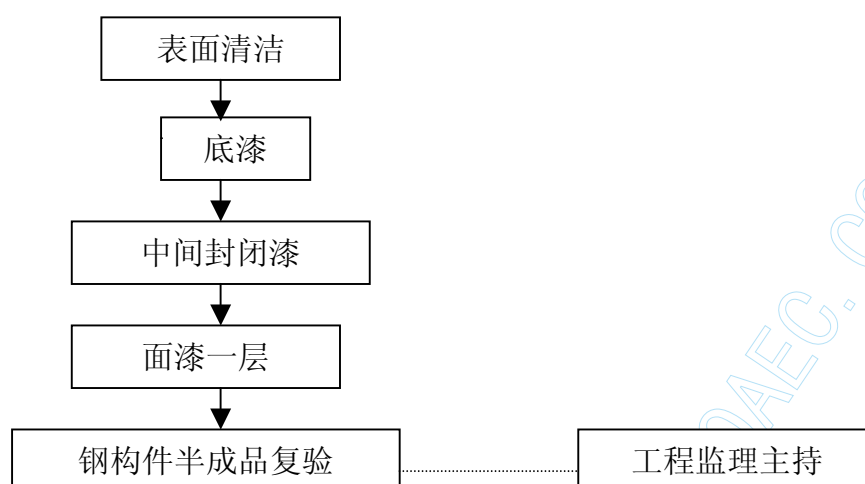 表面清洁
底漆
中间封闭漆
面漆一层
钢构件半成品复验
工程监理主持